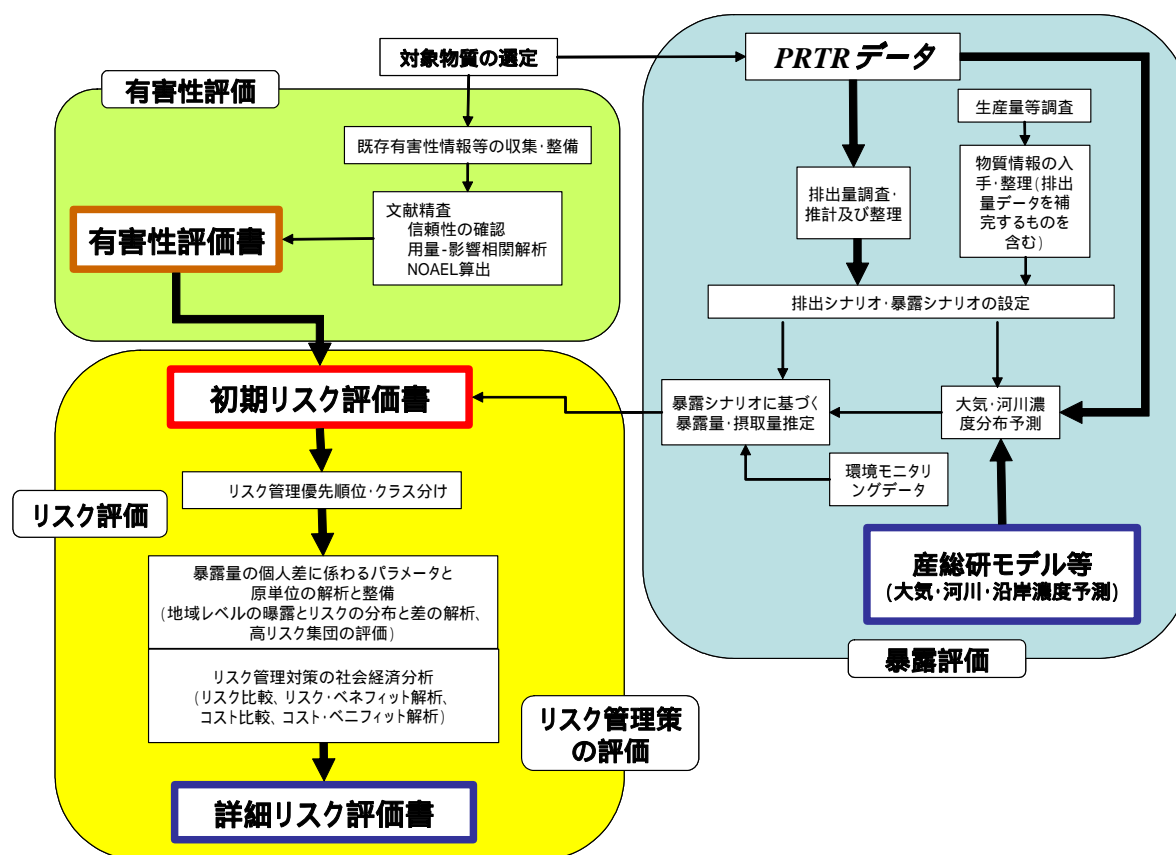 対象物質の選定
有害性評価
既存有害性情報等の収集･整備
文献精査
信頼性の確認
用量-影響相関解析
NOAEL算出
有害性評価書
PRTRデータ
生産量等調査
排出量調査･
推計及び整理
物質情報の入
手･整理(排出
量データを補
完するものを
含む)
排出シナリオ･暴露シナリオの設定
暴露シナリオに基づく
暴露量･摂取量推定
大気･河川濃
度分布予測
環境モニタリ
ングデータ
産総研モデル等
(大気･河川･沿岸濃度予測)
暴露評価
初期リスク評価書
リスク管理優先順位･クラス分け
リスク評価
暴露量の個人差に係わるパラメータと
原単位の解析と整備
(地域レベルの曝露とリスクの分布と差の解析、
高リスク集団の評価)
リスク管理対策の社会経済分析
(リスク比較、リスク･ベネフィット解析、
コスト比較、コスト･ベニフィット解析)
リスク管理策
の評価
詳細リスク評価書